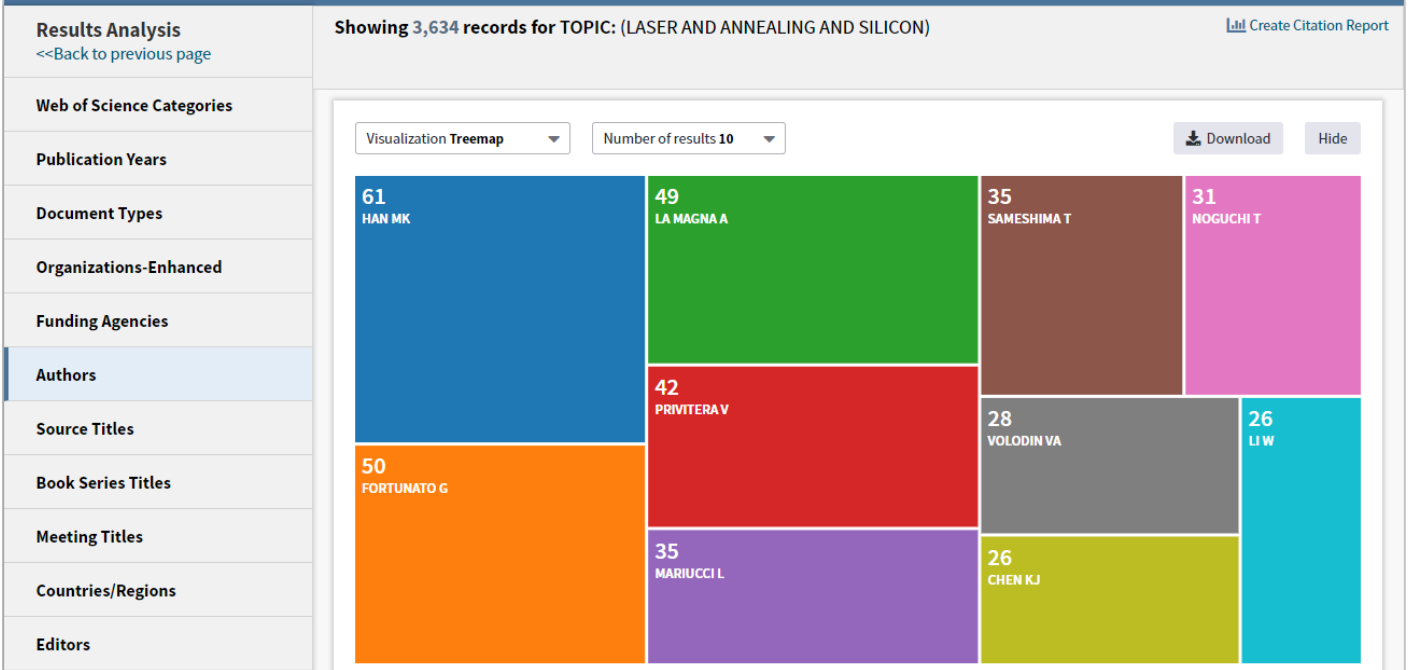 Results Analysis
<<Back to previous page
Web of Science Categories
Publication Years
Document Types
Organizations-Enhanced
Funding Agencies
Authors
Source Titles
Book Series Titles
Meeting Titles
Countries/Regions
Editors
Showing 3,634 records for TOPIC: (LASER AND ANNEALING AND SILICON)
Create Citation Report
Visualization Treemap
Number of results 10
Download
Hide
61
HAN MK
50
FORTUNATO G
49
LA MAGNA A
42
PRIVITERA V
35
MARIUCCI L
35
SAMESHIMA T
31
NOGUCHI T
28
VOLODIN VA
26
LI W
26
CHEN KJ